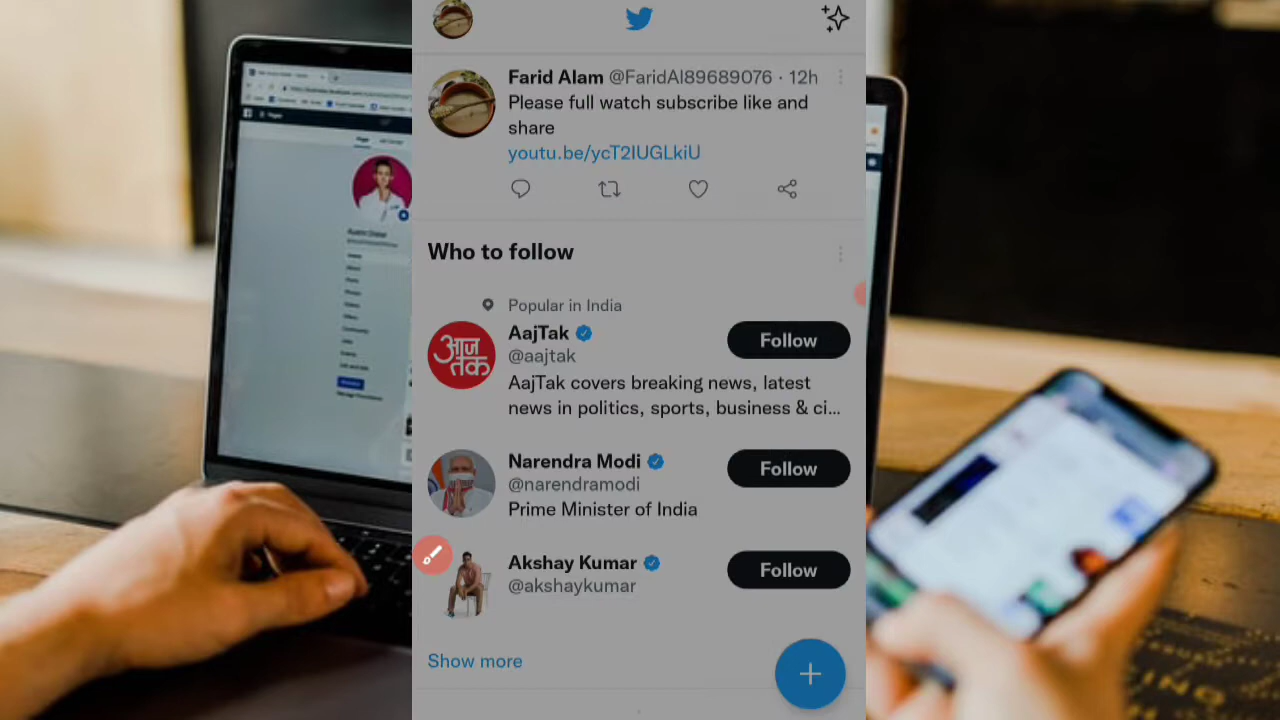 Farid Alam @FaridAl89689076 · 12h
Please full watch subscribe like and
share
youtu.be/ycT2IUGLkiU
Who to follow
Popular in India
आज तक
AajTak
Follow
@aajtak
AajTak covers breaking news, latest
news in politics, sports, business & ci...
Narendra Modi
Follow
@narendramodi
Prime Minister of India
Akshay Kumar
Follow
@akshaykumar
Show more